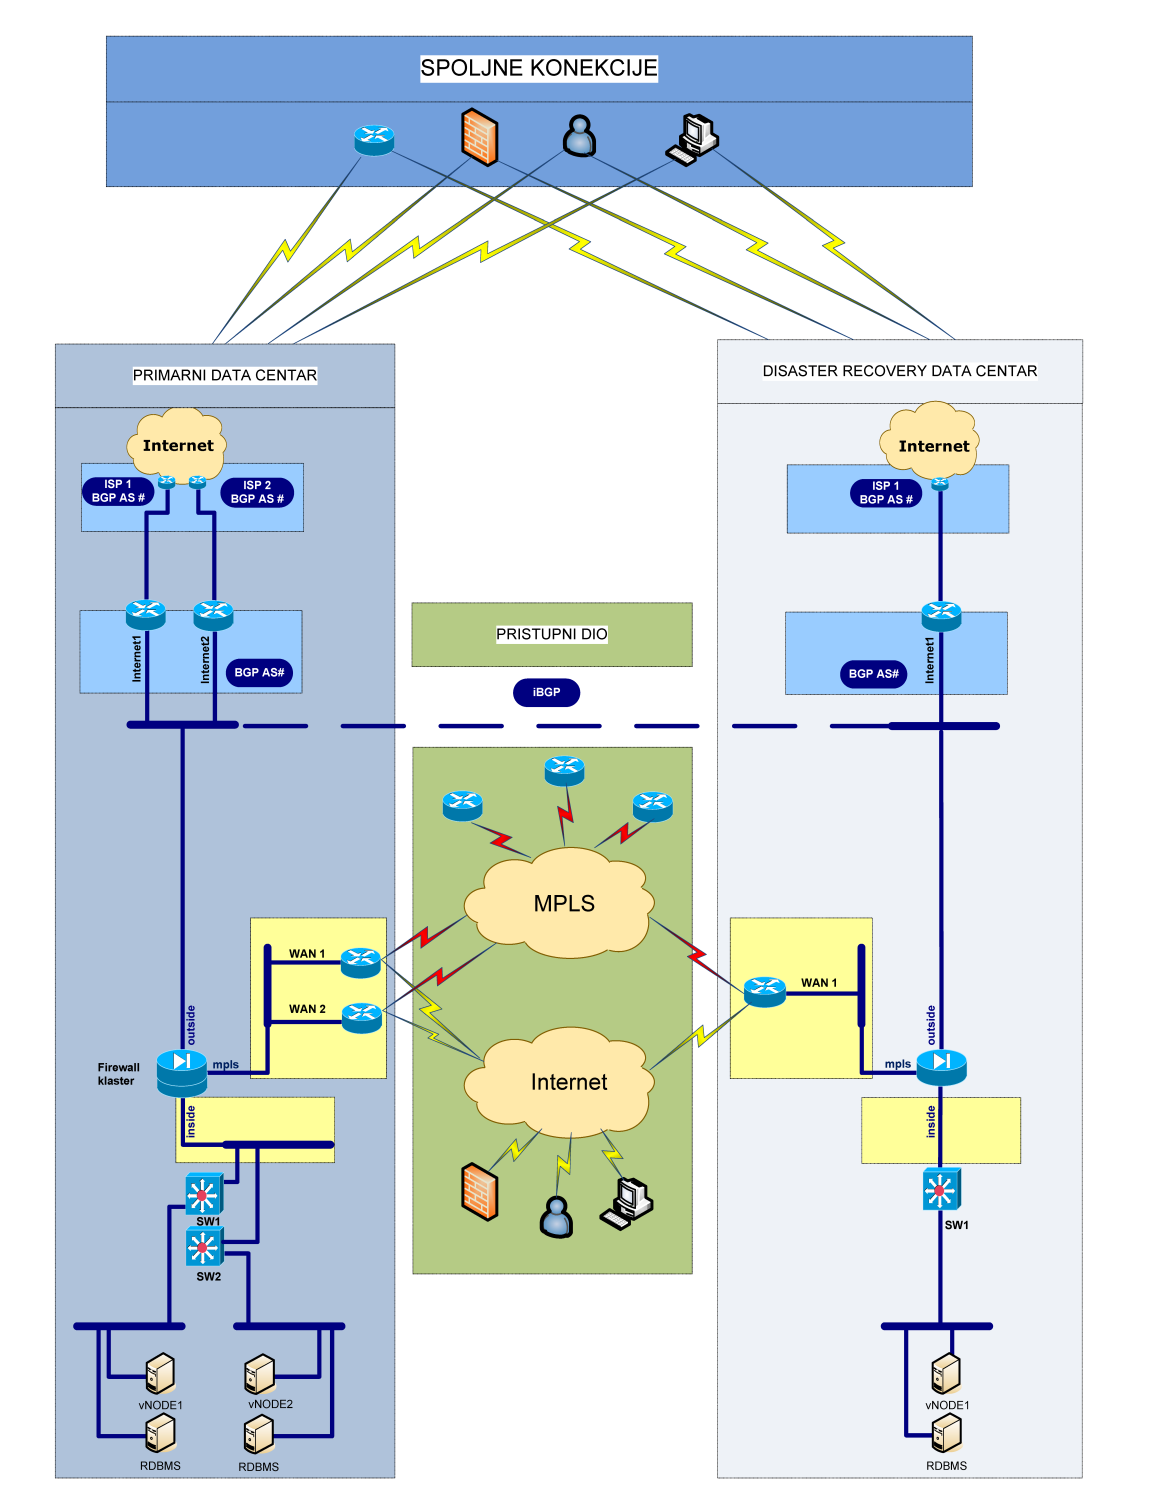 SPOLJNE KONEKCIJE
PRIMARNI DATA CENTAR
DISASTER RECOVERY DATA CENTAR
Internet
Internet
ISP 1
BGP AS #
ISP 2
BGP AS #
ISP 1
BGP AS #
Internet1
Internet2
BGP AS#
PRISTUPNI DIO
iBGP
Internet1
BGP AS#
MPLS
WAN 1
WAN 2
WAN 1
outside
mpls
Firewall
klaster
inside
Internet
outside
mpls
inside
SW1
SW2
SW1
vNODE1
vNODE2
RDBMS
RDBMS
vNODE1
RDBMS